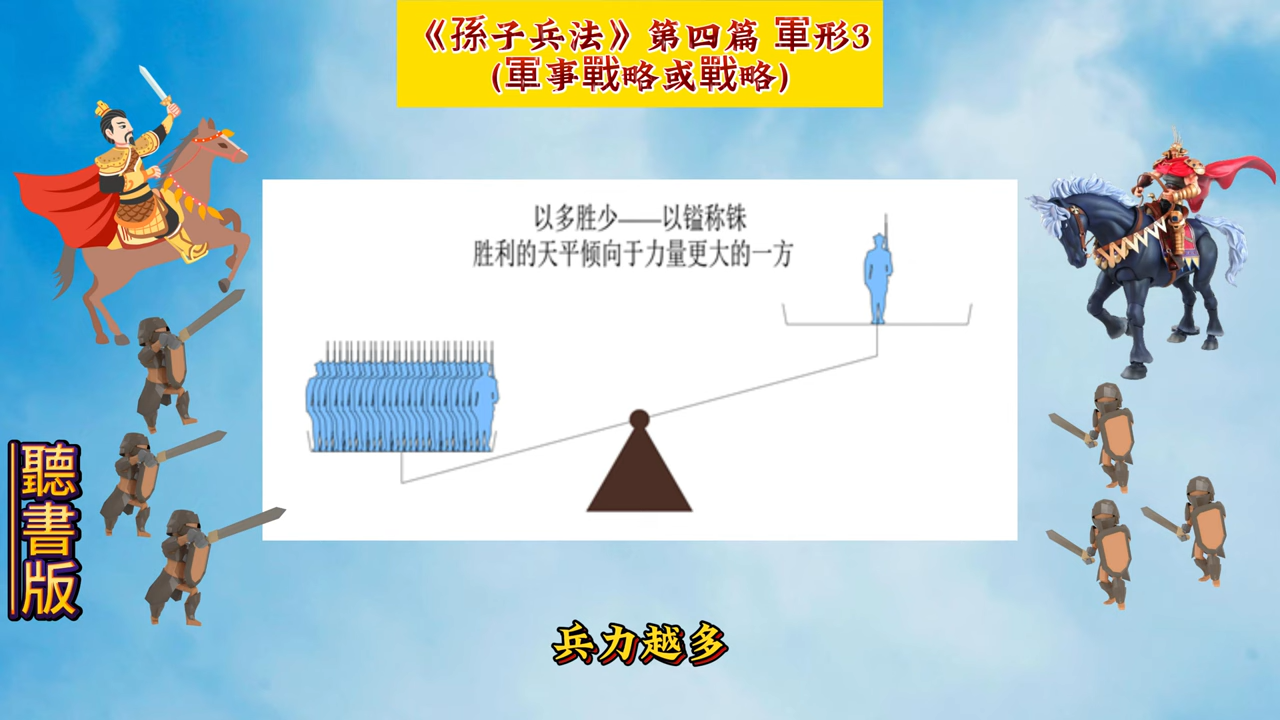 《孫子兵法》第四篇 軍形3
(軍事戰略或戰略)
以多胜少——以镒称铢
胜利的天平倾向于力量更大的一方
聽書版
兵力越多